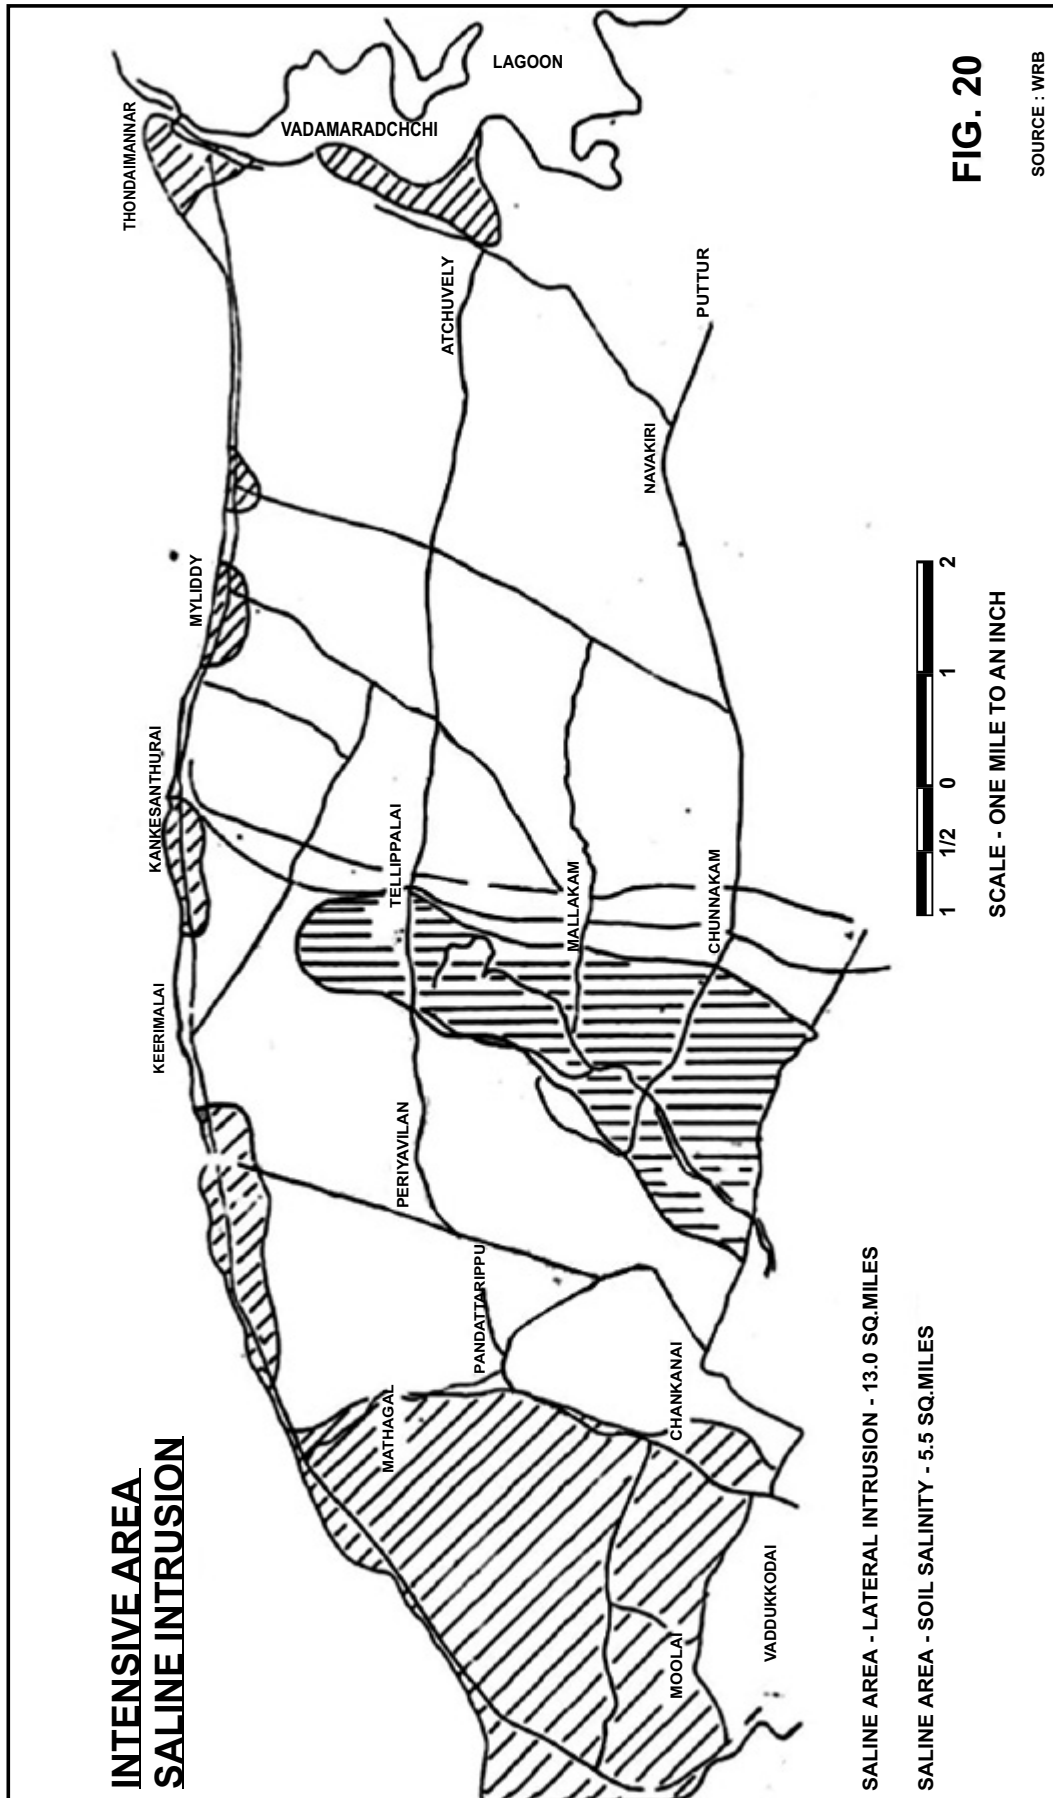 INTENSIVE AREA
SALINE INTRUSION
THONDAIMANNAR
LAGOON
VADAMARADCHCHI
KANKESANTHURAI
MYLIDDY
KEERIMALAI
ATCHUVELY
TELLIPPALAI
PERIYAVILAN
MATHAGAL
PANDATTARIPPU
MALLAKAM
NAVAKIRI
PUTTUR
CHANKANAI
MOOLAI
CHUNNAKAM
VADDUKKODAI
SALINE AREA - LATERAL INTRUSION - 13.0 SQ.MILES
SALINE AREA - SOIL SALINITY - 5.5 SQ.MILES
1 1/2 0 1 2
SCALE - ONE MILE TO AN INCH
FIG. 20
SOURCE : WRB